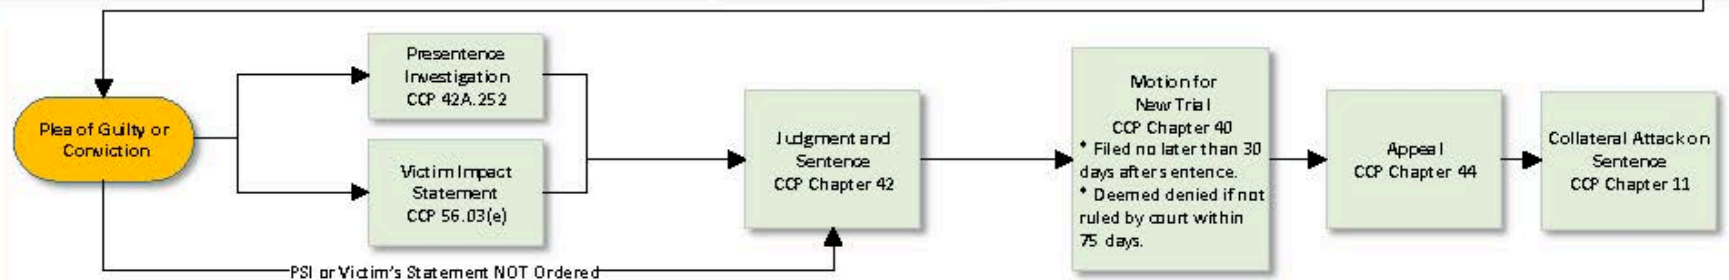 Plea of Guilty or
Conviction
Presentence
Investigation
CCP 42A.252
Victim Impact
Statement
CCP 56.03(e)
PSI or Victim's Statement NOT Ordered
Judgment and
Sentence
CCP Chapter 42
Motion for
New Trial
CCP Chapter 40
* Filed no later than 30
days after sentence.
* Deemed denied if not
ruled by court within
75 days.
Appeal
CCP Chapter 44
Collateral Attack on
Sentence
CCP Chapter 11